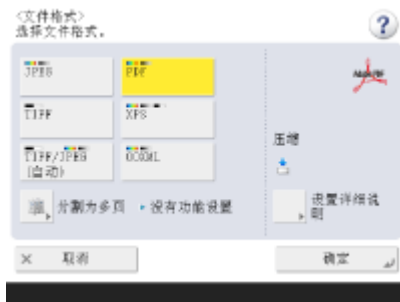 <文件格式>
选择文件格式。
?
JPEG
PDF
TIFF
XPS
TIFF/JPEG
(自动)
OOXML
压缩
分割为多页
没有功能设置
设置详细说
明
取消
确定